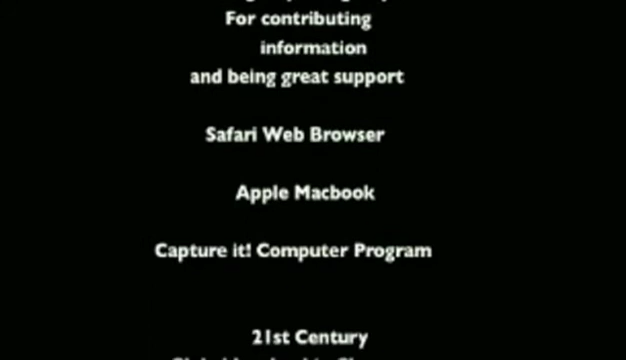 For contributing
information
and being great support
Safari Web Browser
Apple Macbook
Capture it! Computer Program
21st Century